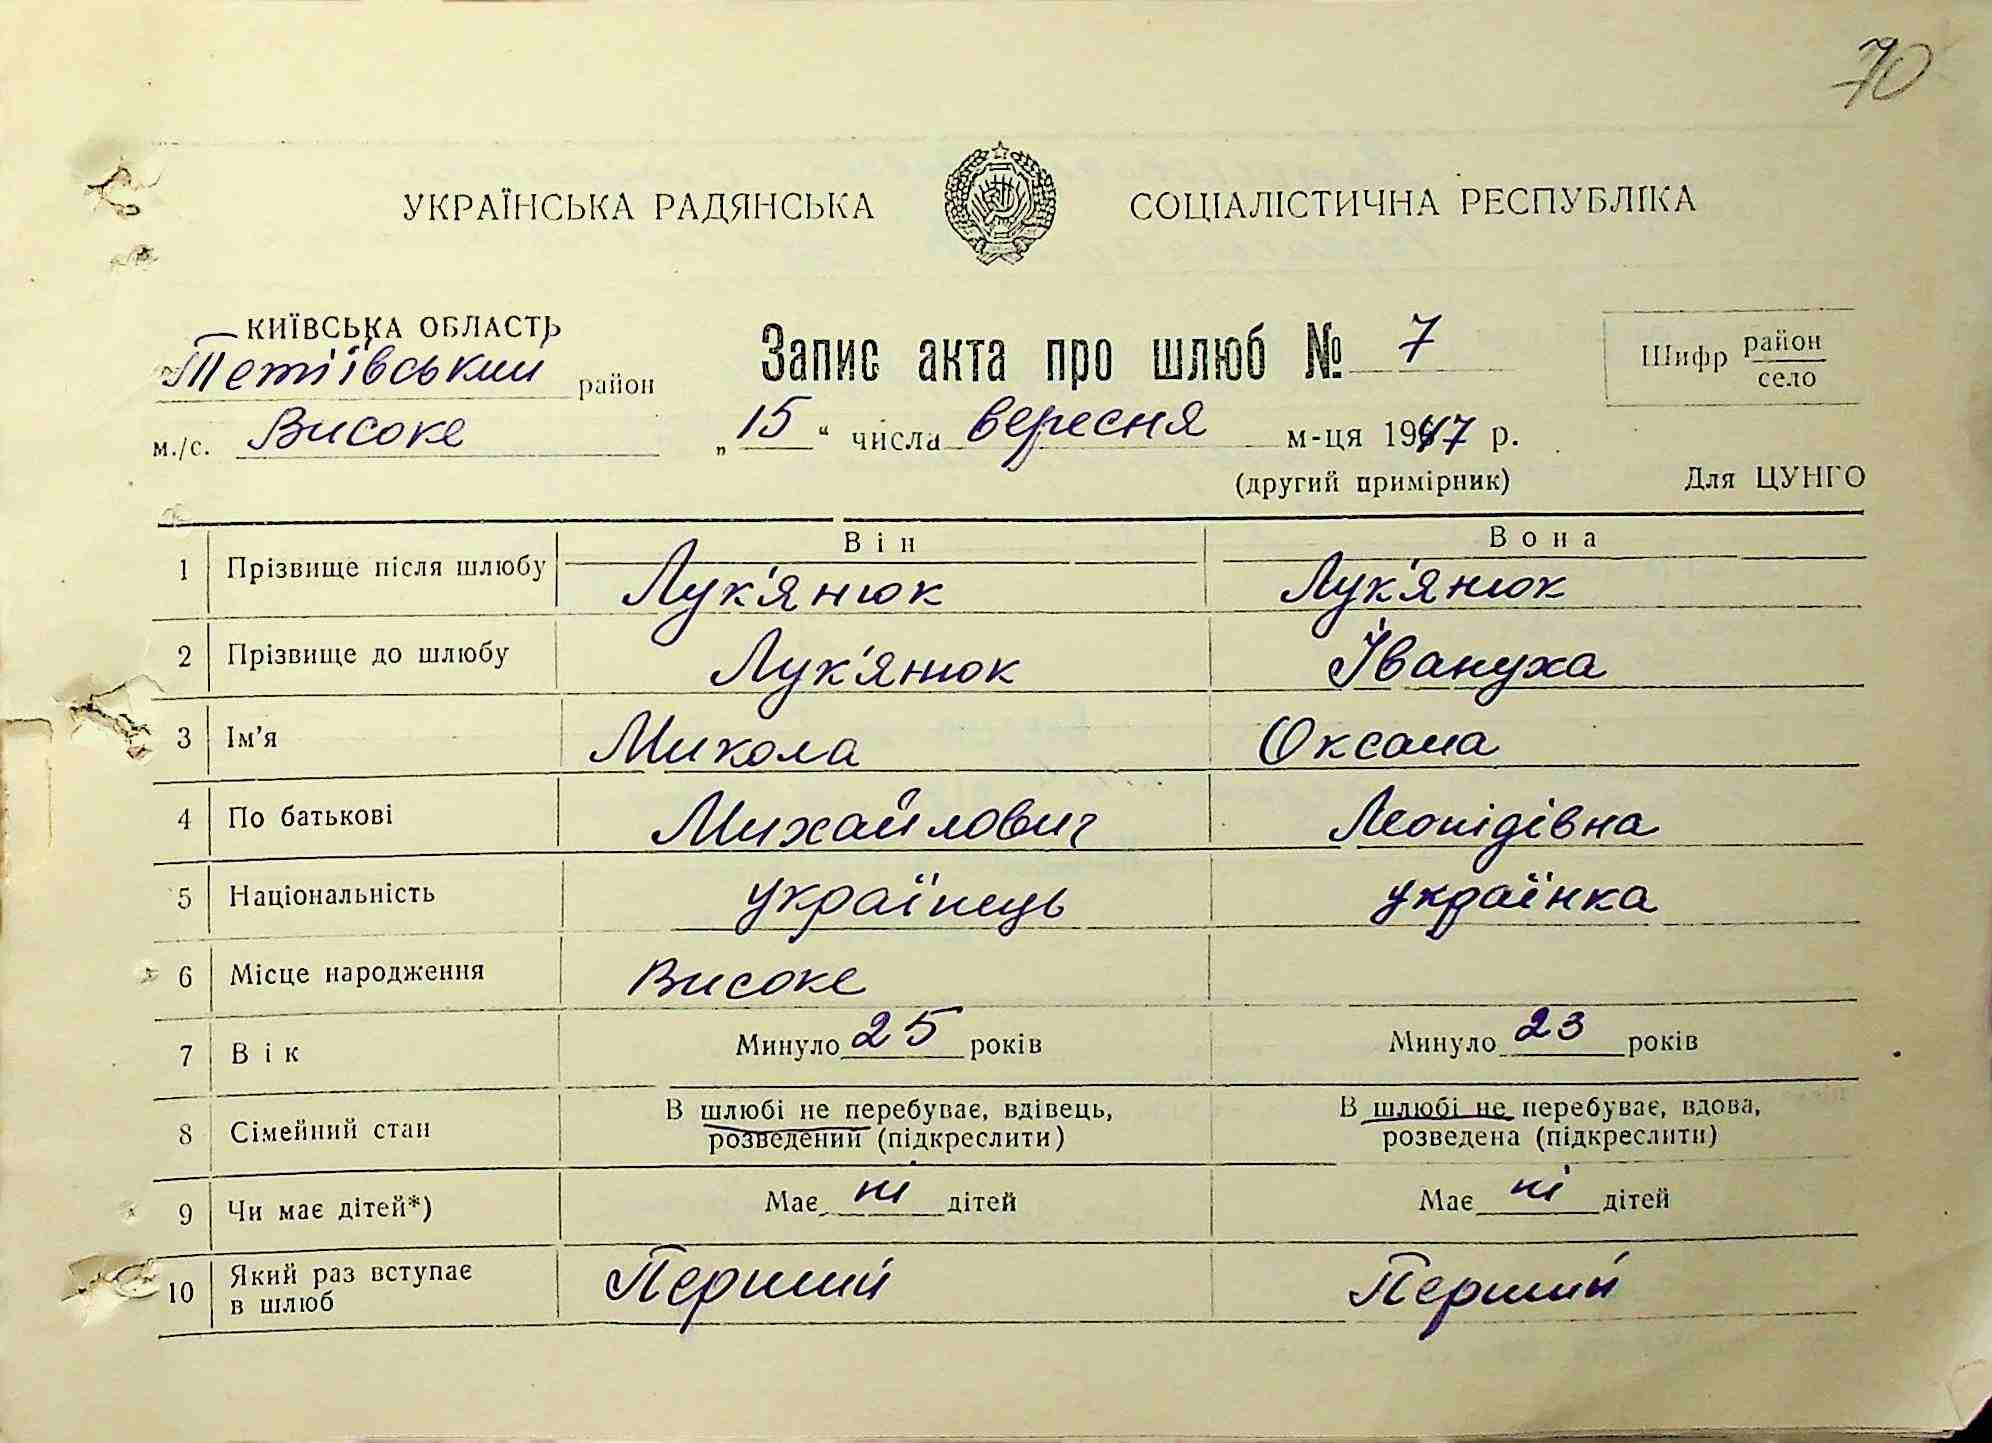 70
УКРАЇНСЬКА РАДЯНСЬКА СОЦІАЛІСТИЧНА РЕСПУБЛІКА
КИЇВСЬКА ОБЛАСТЬ
Тетіївський район
Запис акта про шлюб № 7
Шифр район
село
м./с. Високе „15“ числа вересня м-ця 1947 р.
(другий примірник) Для ЦУНГО
Він Вона
1 Прізвище після шлюбу Лук'янюк Лук'янюк
2 Прізвище до шлюбу Лук'янюк Івануха
3 Ім'я Микола Оксана
4 По батькові Михайлович Леонідівна
5 Національність українець українка
6 Місце народження Високе
7 Вік Минуло 25 років Минуло 23 років
8 Сімейний стан В шлюбі не перебуває, вдівець, В шлюбі не перебуває, вдова,
розведений (підкреслити) розведена (підкреслити)
9 Чи має дітей*) Має ні дітей Має ні дітей
10 Який раз вступає Перший Перший
в шлюб